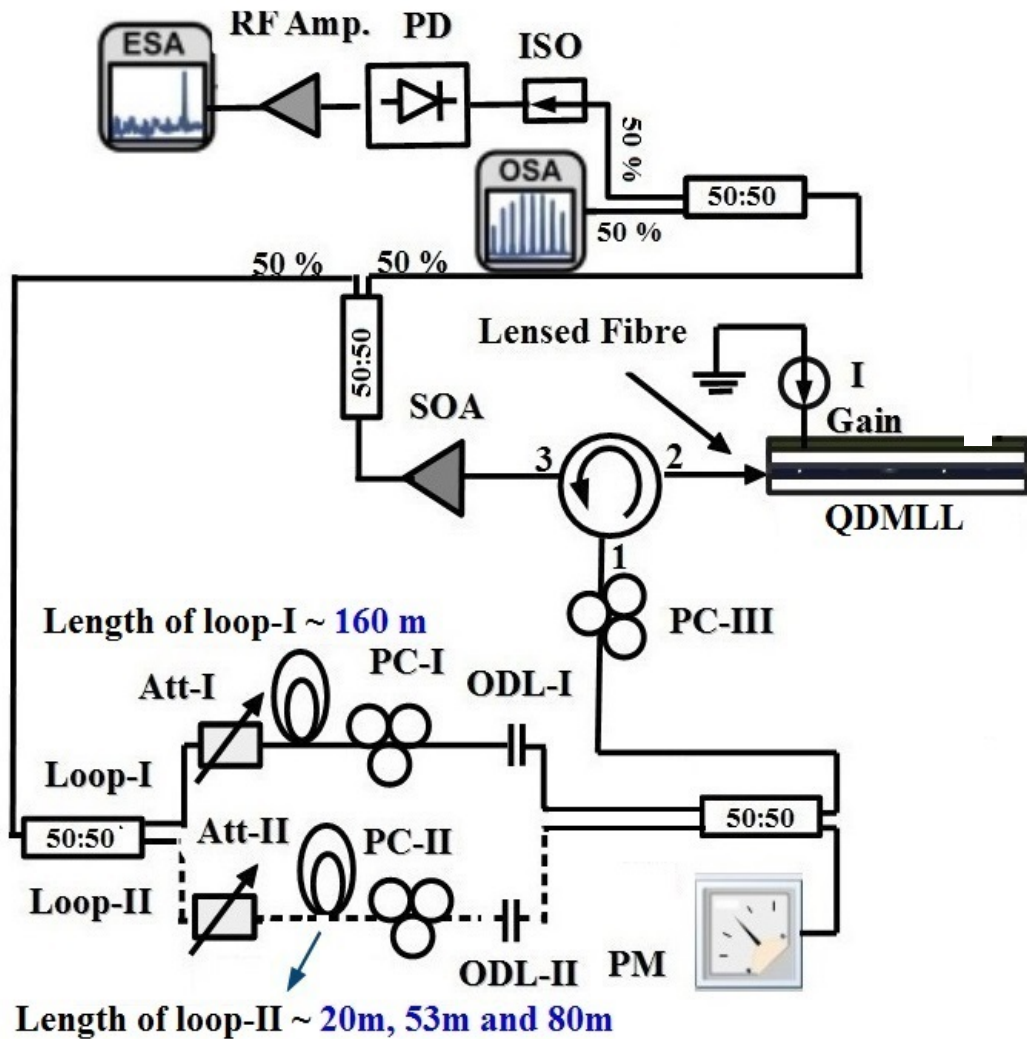 RF Amp.
PD
ISO
ESA
50 %
OSA
50:50
50 %
50 %
50 %
50:50
Lensed Fibre
I
Gain
SOA
3
2
QDMLL
1
PC-III
Length of loop-I ~ 160 m
PC-I
ODL-I
Att-I
Loop-I
50:50
50:50
Att-II
PC-II
Loop-II
ODL-II
PM
Length of loop-II ~ 20m, 53m and 80m